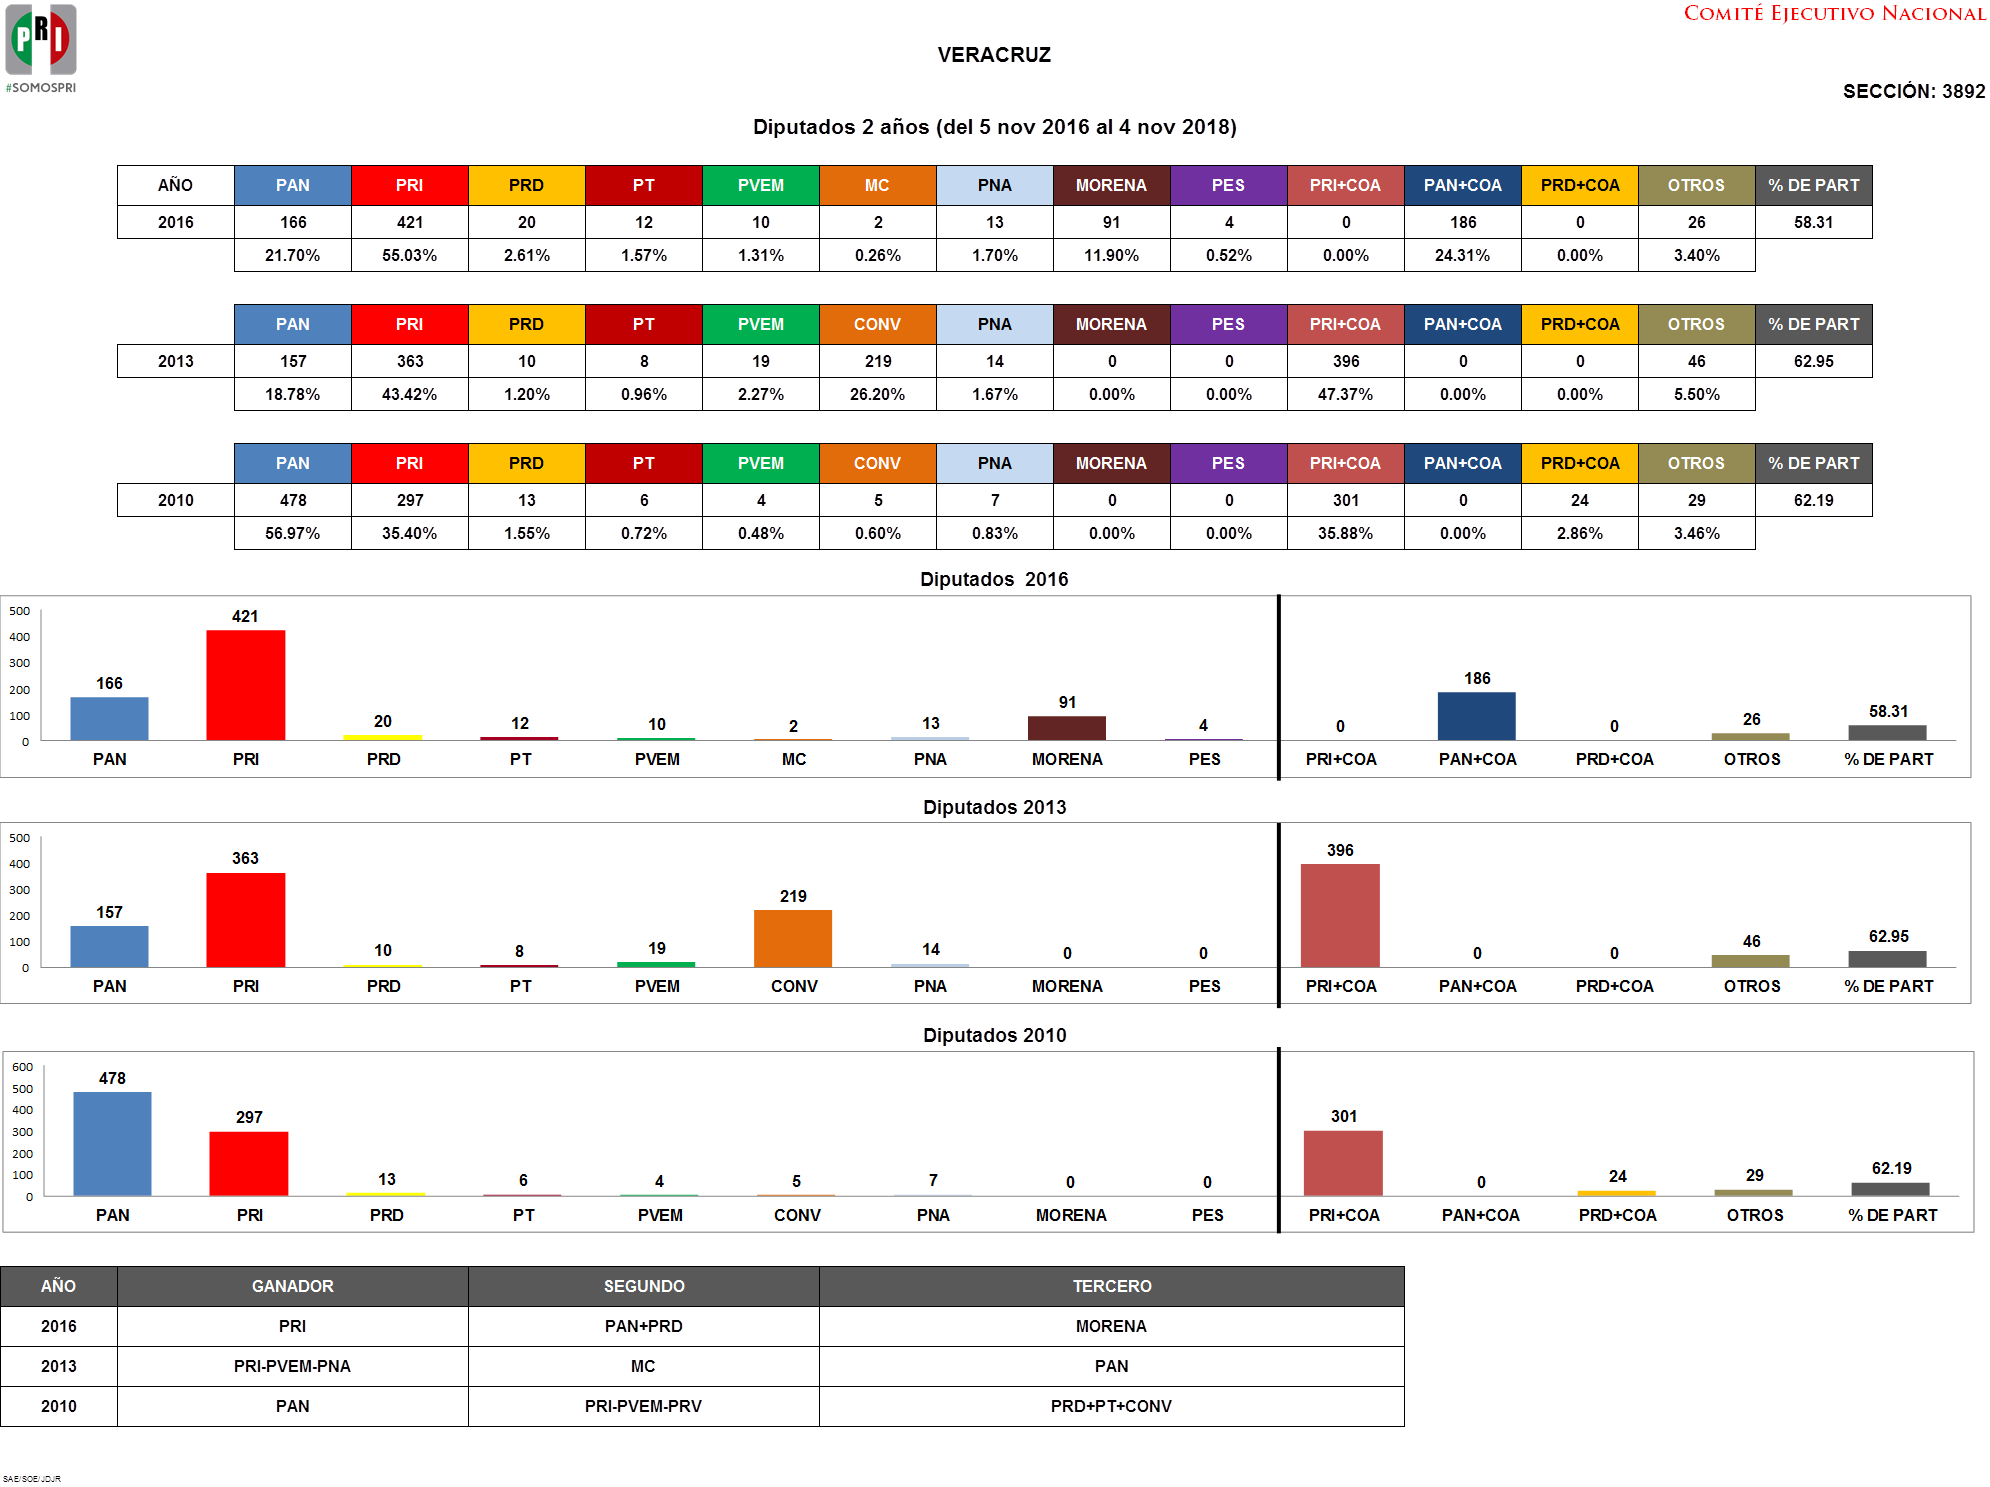 PRI
#SOMOSPRI
COMITÉ EJECUTIVO NACIONAL
VERACRUZ
SECCIÓN: 3892
Diputados 2 años (del 5 nov 2016 al 4 nov 2018)
AÑO PAN PRI PRD PT PVEM MC PNA MORENA PES PRI+COA PAN+COA PRD+COA OTROS % DE PART
2016 166 421 20 12 10 2 13 91 4 0 186 0 26 58.31
21.70% 55.03% 2.61% 1.57% 1.31% 0.26% 1.70% 11.90% 0.52% 0.00% 24.31% 0.00% 3.40%
PAN PRI PRD PT PVEM CONV PNA MORENA PES PRI+COA PAN+COA PRD+COA OTROS % DE PART
2013 157 363 10 8 19 219 14 0 0 396 0 0 46 62.95
18.78% 43.42% 1.20% 0.96% 2.27% 26.20% 1.67% 0.00% 0.00% 47.37% 0.00% 0.00% 5.50%
PAN PRI PRD PT PVEM CONV PNA MORENA PES PRI+COA PAN+COA PRD+COA OTROS % DE PART
2010 478 297 13 6 4 5 7 0 0 301 0 24 29 62.19
56.97% 35.40% 1.55% 0.72% 0.48% 0.60% 0.83% 0.00% 0.00% 35.88% 0.00% 2.86% 3.46%
Diputados 2016
500
400
300
200
100
0
166 421 20 12 10 2 13 91 4 0 186 0 26 58.31
PAN PRI PRD PT PVEM MC PNA MORENA PES PRI+COA PAN+COA PRD+COA OTROS % DE PART
Diputados 2013
500
400
300
200
100
0
157 363 10 8 19 219 14 0 0 396 0 0 46 62.95
PAN PRI PRD PT PVEM CONV PNA MORENA PES PRI+COA PAN+COA PRD+COA OTROS % DE PART
Diputados 2010
600
500
400
300
200
100
0
478 297 13 6 4 5 7 0 0 301 0 24 29 62.19
PAN PRI PRD PT PVEM CONV PNA MORENA PES PRI+COA PAN+COA PRD+COA OTROS % DE PART
AÑO GANADOR SEGUNDO TERCERO
2016 PRI PAN+PRD MORENA
2013 PRI-PVEM-PNA MC PAN
2010 PAN PRI-PVEM-PRV PRD+PT+CONV
SAE/SOE/JDJR